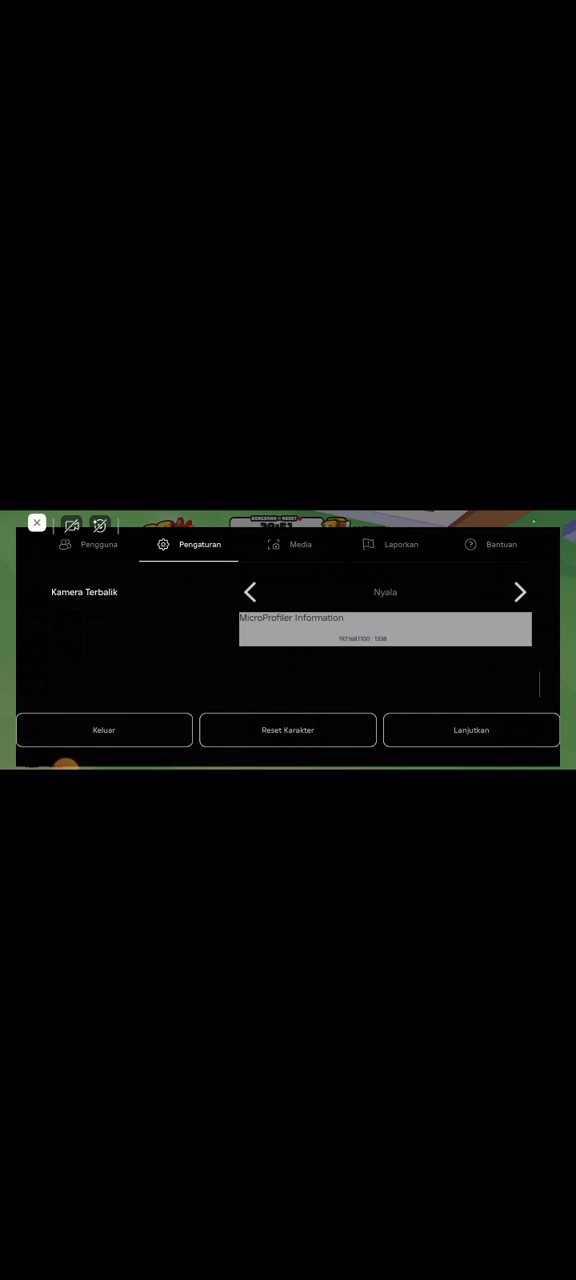 Pengguna
Pengaturan
Media
Laporkan
Bantuan
Kamera Terbalik
Nyala
MicroProfiler Information
192.168.1.100 : 1338
Keluar
Reset Karakter
Lanjutkan